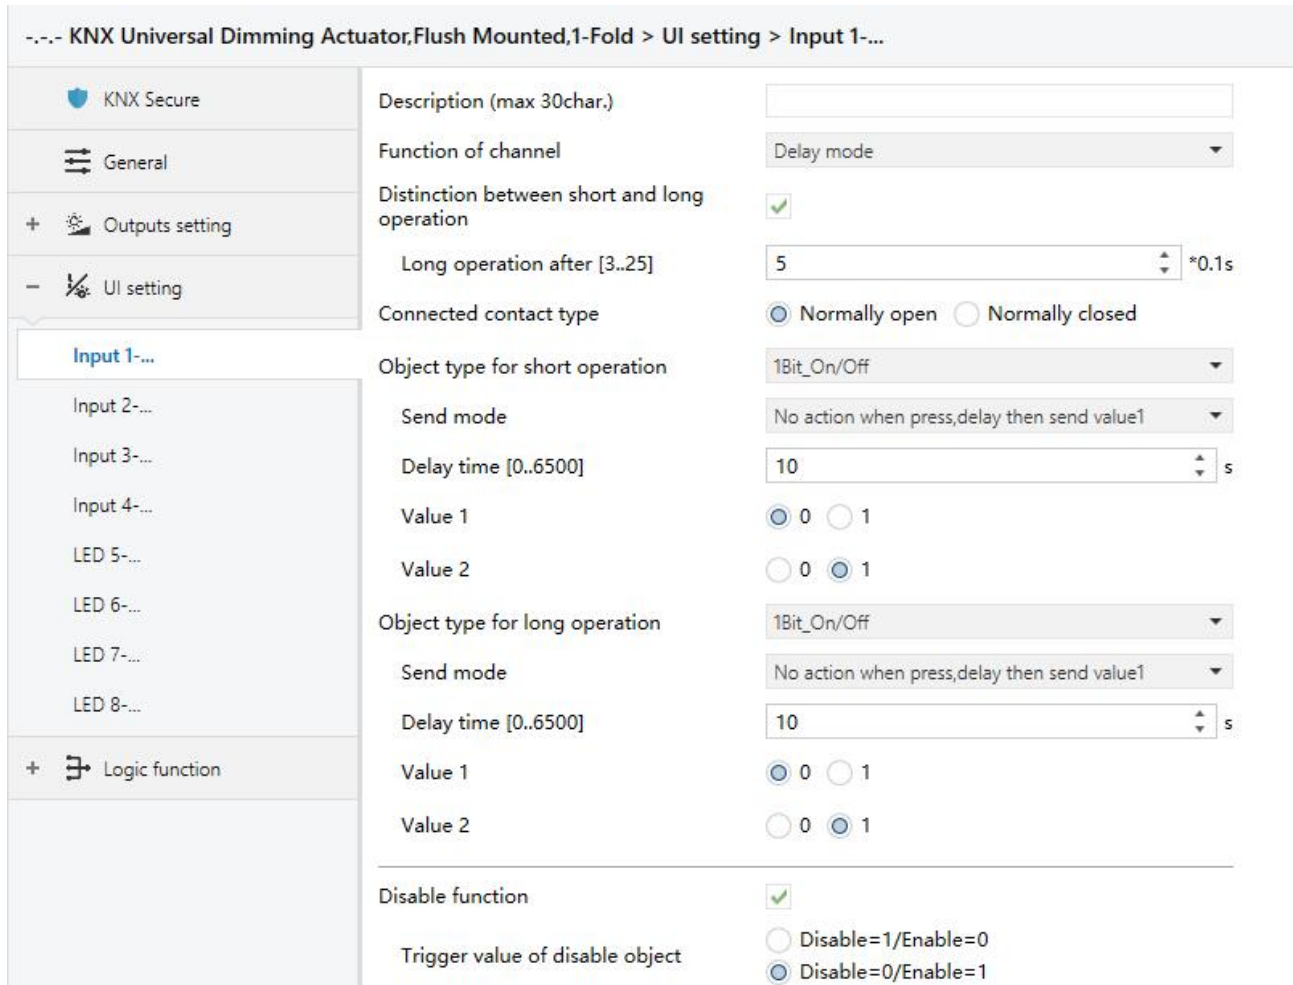 -.-.- KNX Universal Dimming Actuator,Flush Mounted,1-Fold > UI setting > Input 1-...
KNX Secure
General
+ Outputs setting
− UI setting
Input 1-...
Input 2-...
Input 3-...
Input 4-...
LED 5-...
LED 6-...
LED 7-...
LED 8-...
+ Logic function
Description (max 30char.)
Function of channel Delay mode
Distinction between short and long
operation
Long operation after [3..25] 5 *0.1s
Connected contact type Normally open Normally closed
Object type for short operation 1Bit_On/Off
Send mode No action when press,delay then send value1
Delay time [0..6500] 10 s
Value 1 0 1
Value 2 0 1
Object type for long operation 1Bit_On/Off
Send mode No action when press,delay then send value1
Delay time [0..6500] 10 s
Value 1 0 1
Value 2 0 1
Disable function
Trigger value of disable object Disable=1/Enable=0
Disable=0/Enable=1